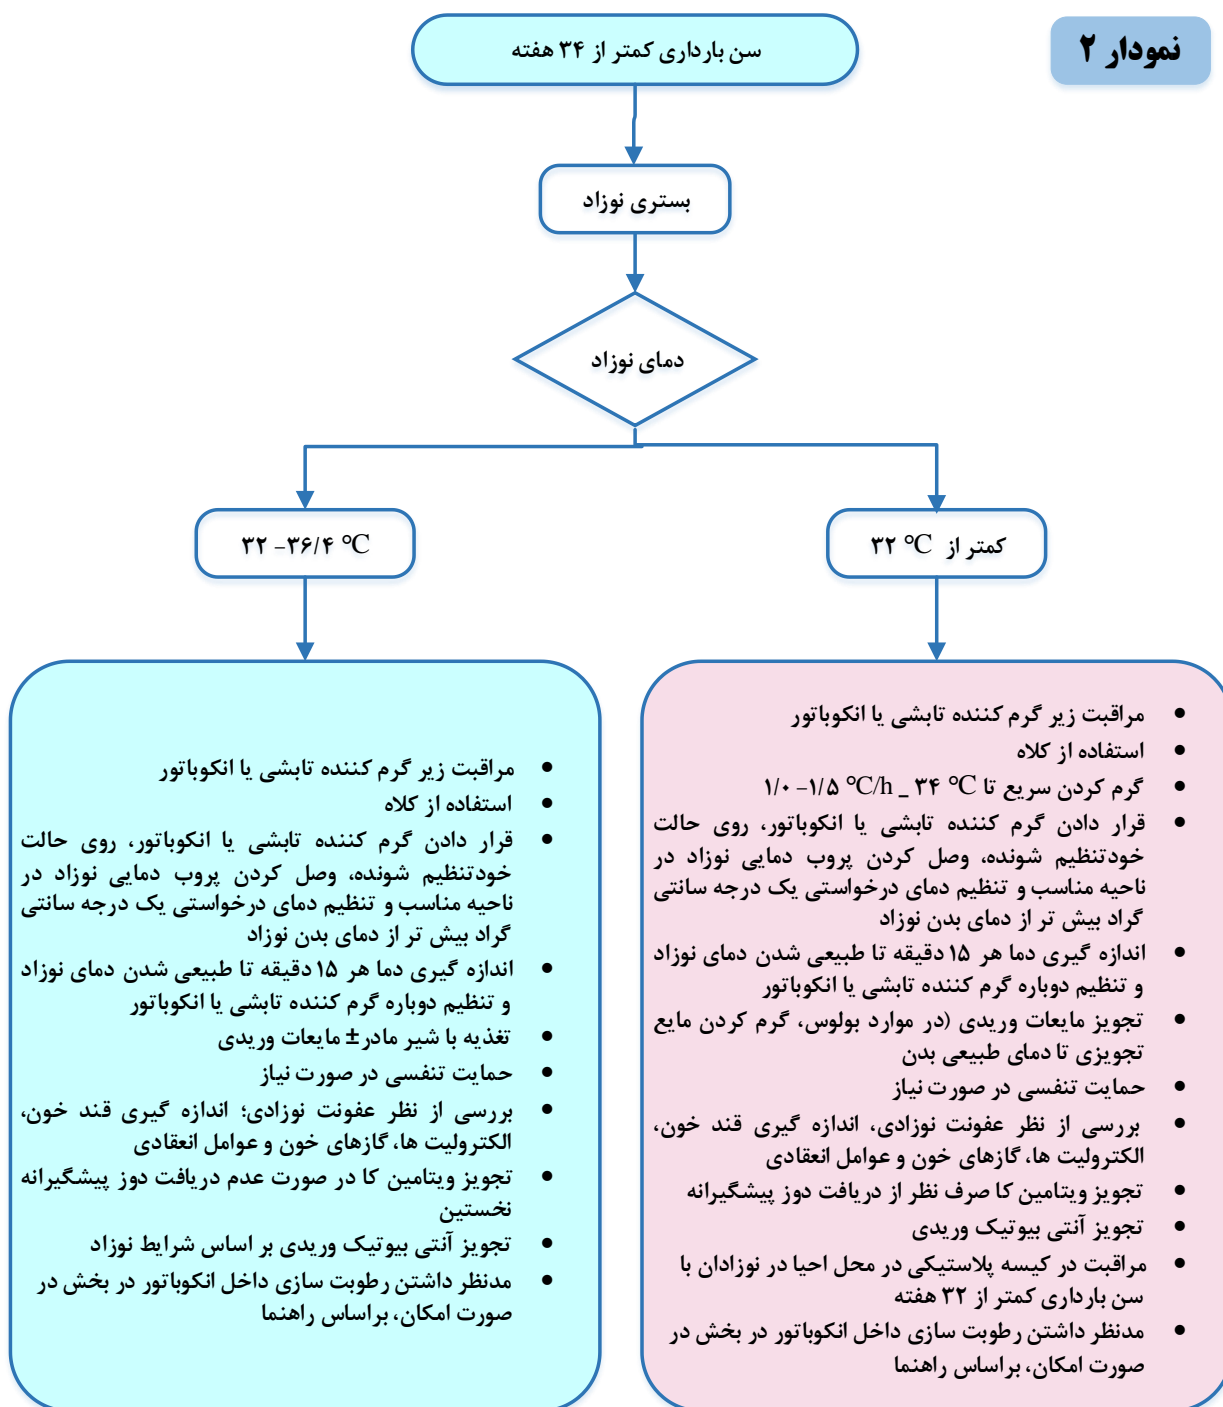 نمودار ۲
سن بارداری کمتر از ۳۴ هفته
بستری نوزاد
دمای نوزاد
کمتر از ۳۲ °C
۳۲ -۳۶/۴ °C
• مراقبت زیر گرم کننده تابشی یا انکوباتور
• استفاده از کلاه
• گرم کردن سریع تا ۳۴ °C _ ۱/۰ -۱/۵ °C/h
• قرار دادن گرم کننده تابشی یا انکوباتور، روی حالت
خودتنظیم شونده، وصل کردن پروب دمایی نوزاد در
ناحیه مناسب و تنظیم دمای درخواستی یک درجه سانتی
گراد بیش تر از دمای بدن نوزاد
• اندازه گیری دما هر ۱۵ دقیقه تا طبیعی شدن دمای نوزاد
و تنظیم دوباره گرم کننده تابشی یا انکوباتور
• تجویز مایعات وریدی (در موارد بولوس، گرم کردن مایع
تجویزی تا دمای طبیعی بدن
• حمایت تنفسی در صورت نیاز
• بررسی از نظر عفونت نوزادی، اندازه گیری قند خون،
الکترولیت ها، گازهای خون و عوامل انعقادی
• تجویز ویتامین کا صرف نظر از دریافت دوز پیشگیرانه
• تجویز آنتی بیوتیک وریدی
• مراقبت در کیسه پلاستیکی در محل احیا در نوزادان با
سن بارداری کمتر از ۳۲ هفته
• مدنظر داشتن رطوبت سازی داخل انکوباتور در بخش در
صورت امکان، براساس راهنما
• مراقبت زیر گرم کننده تابشی یا انکوباتور
• استفاده از کلاه
• قرار دادن گرم کننده تابشی یا انکوباتور، روی حالت
خودتنظیم شونده، وصل کردن پروب دمایی نوزاد در
ناحیه مناسب و تنظیم دمای درخواستی یک درجه سانتی
گراد بیش تر از دمای بدن نوزاد
• اندازه گیری دما هر ۱۵ دقیقه تا طبیعی شدن دمای نوزاد
و تنظیم دوباره گرم کننده تابشی یا انکوباتور
• تغذیه با شیر مادر± مایعات وریدی
• حمایت تنفسی در صورت نیاز
• بررسی از نظر عفونت نوزادی؛ اندازه گیری قند خون،
الکترولیت ها، گازهای خون و عوامل انعقادی
• تجویز ویتامین کا در صورت عدم دریافت دوز پیشگیرانه
نخستین
• تجویز آنتی بیوتیک وریدی بر اساس شرایط نوزاد
• مدنظر داشتن رطوبت سازی داخل انکوباتور در بخش در
صورت امکان، براساس راهنما